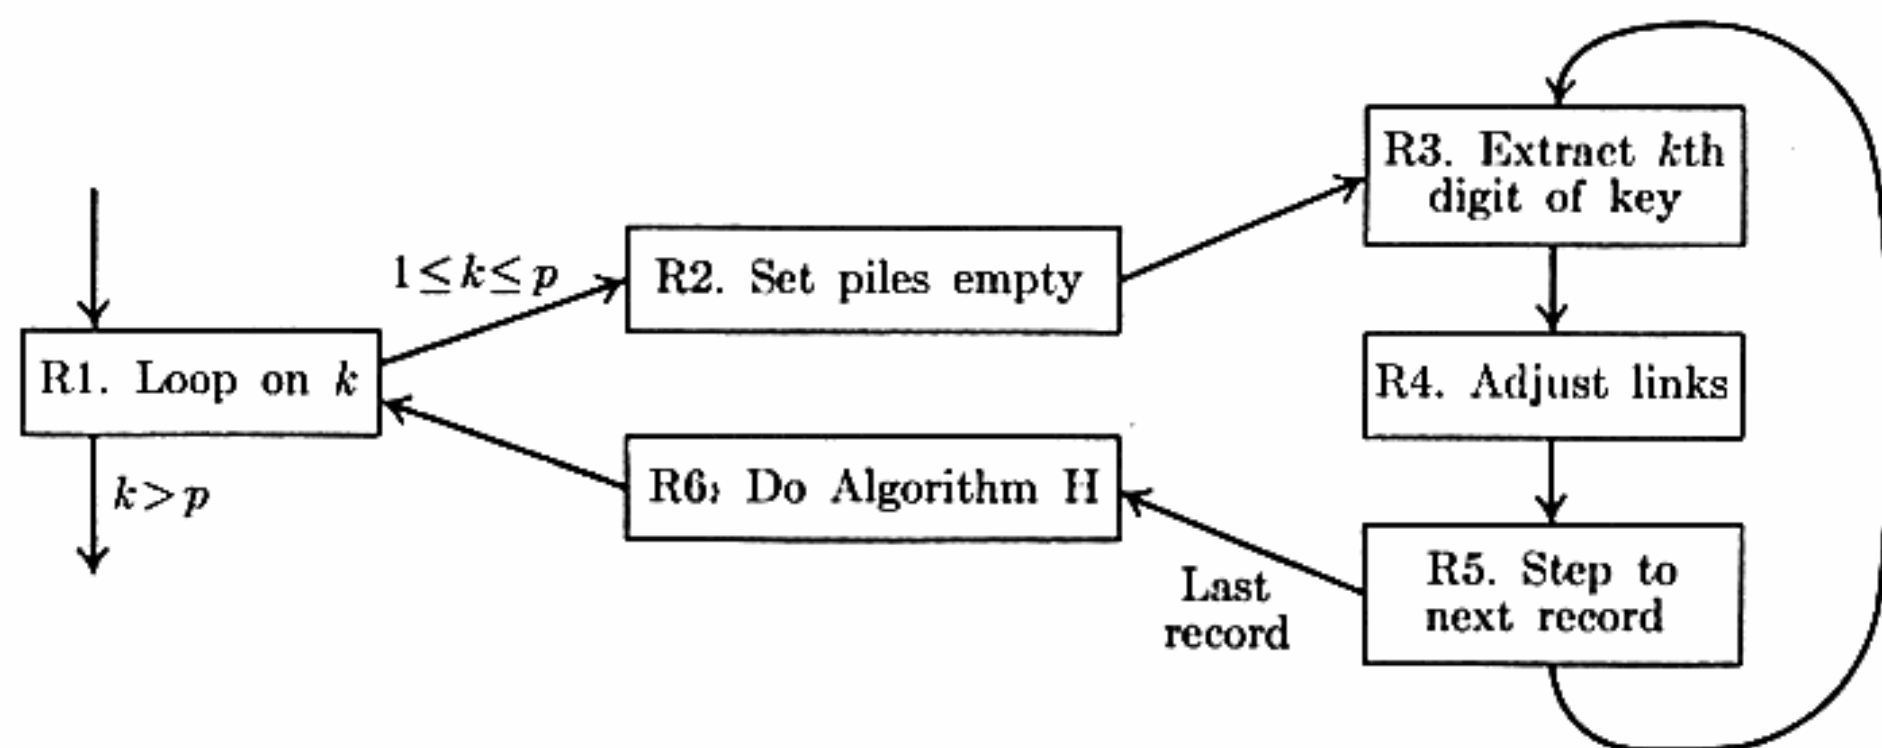 R1. Loop on k
k > p
1 ≤ k ≤ p
R2. Set piles empty
R3. Extract kth
digit of key
R4. Adjust links
R5. Step to
next record
Last
record
R6. Do Algorithm H